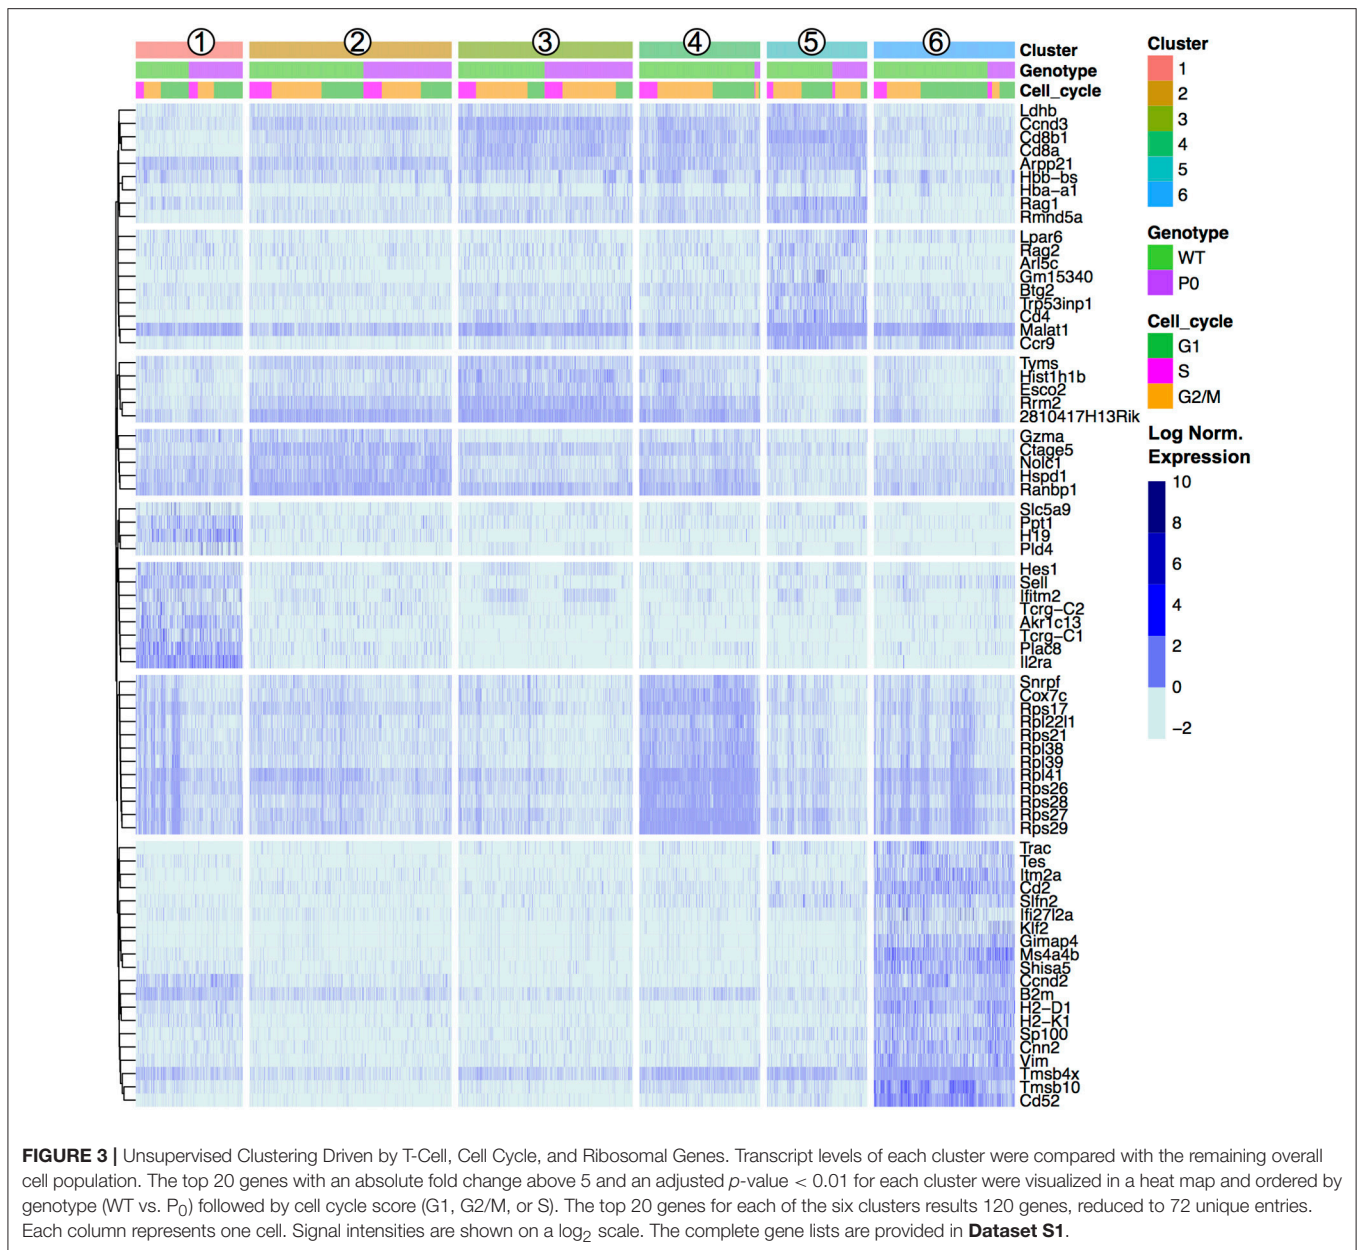 1 2 3 4 5 6
Cluster
Genotype
Cell_cycle
Ldhb
Ccnd3
Cd8b1
Cd8a
Arpp21
Hbb-bs
Hba-a1
Rag1
Rmnd5a
Lpar6
Rag2
Arl5c
Gm15340
Btg2
Trp53inp1
Cd4
Malat1
Ccr9
Tyms
Hist1h1b
Esco2
Rrm2
2810417H13Rik
Gzma
Ctage5
Nolc1
Hspd1
Ranbp1
Slc5a9
Ppt1
H19
Pld4
Hes1
Sell
Ifitm2
Tcrg-C2
Akr1c13
Tcrg-C1
Plac8
Il2ra
Snrpf
Cox7c
Rps17
Rpl22l1
Rps21
Rpl38
Rpl39
Rpl41
Rps26
Rps28
Rps27
Rps29
Trac
Tes
Itm2a
Cd2
Slfn2
Ifi27l2a
Klf2
Gimap4
Ms4a4b
Shisa5
Ccnd2
B2m
H2-D1
H2-K1
Sp100
Cnn2
Vim
Tmsb4x
Tmsb10
Cd52
Cluster
1
2
3
4
5
6
Genotype
WT
P0
Cell_cycle
G1
S
G2/M
Log Norm.
Expression
10
8
6
4
2
0
-2
FIGURE 3 | Unsupervised Clustering Driven by T-Cell, Cell Cycle, and Ribosomal Genes. Transcript levels of each cluster were compared with the remaining overall
cell population. The top 20 genes with an absolute fold change above 5 and an adjusted p-value < 0.01 for each cluster were visualized in a heat map and ordered by
genotype (WT vs. P0) followed by cell cycle score (G1, G2/M, or S). The top 20 genes for each of the six clusters results 120 genes, reduced to 72 unique entries.
Each column represents one cell. Signal intensities are shown on a log2 scale. The complete gene lists are provided in Dataset S1.